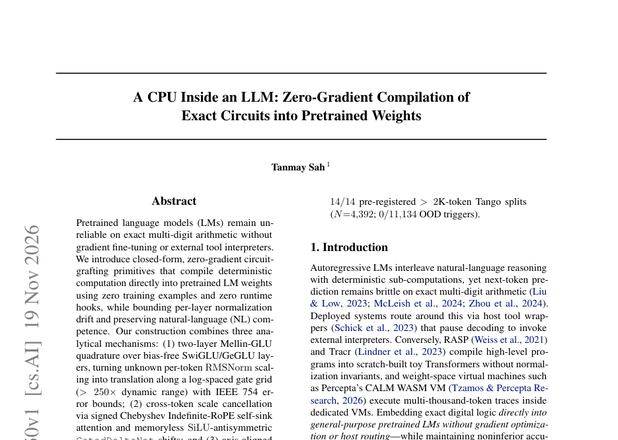 A CPU Inside an LLM: Zero-Gradient Compilation of
Exact Circuits into Pretrained Weights
Tanmay Sah 1
Abstract
Pretrained language models (LMs) remain un-
reliable on exact multi-digit arithmetic without
gradient fine-tuning or external tool interpreters.
We introduce closed-form, zero-gradient circuit-
grafting primitives that compile deterministic
computation directly into pretrained LM weights
using zero training examples and zero runtime
hooks, while bounding per-layer normalization
drift and preserving natural-language (NL) com-
petence. Our construction combines three ana-
lytical mechanisms: (1) two-layer Mellin-GLU
quadrature over bias-free SwiGLU/GeGLU lay-
ers, turning unknown per-token RMSNorm scal-
ing into translation along a log-spaced gate grid
(> 250× dynamic range) with IEEE 754 er-
ror bounds; (2) cross-token scale cancellation
via signed Chebyshev Indefinite-RoPE self-sink
attention and memoryless SiLU-antisymmetric
14/14 pre-registered > 2K-token Tango splits
(N=4,392; 0/11,134 OOD triggers).
1. Introduction
Autoregressive LMs interleave natural-language reasoning
with deterministic sub-computations, yet next-token pre-
diction remains brittle on exact multi-digit arithmetic (Liu
& Low, 2023; McLeish et al., 2024; Zhou et al., 2024).
Deployed systems route around this via host tool wrap-
pers (Schick et al., 2023) that pause decoding to invoke
external interpreters. Conversely, RASP (Weiss et al., 2021)
and Tracr (Lindner et al., 2023) compile high-level pro-
grams into scratch-built toy Transformers without normal-
ization invariants, and weight-space virtual machines such
as Percepta's CALM WASM VM (Tzamos & Percepta Re-
search, 2026) execute multi-thousand-token traces inside
dedicated VMs. Embedding exact digital logic directly into
general-purpose pretrained LMs without gradient optimiza-
tion or host routing—while maintaining noninferior accu-
60v1 [cs.AI] 19 Nov 2026